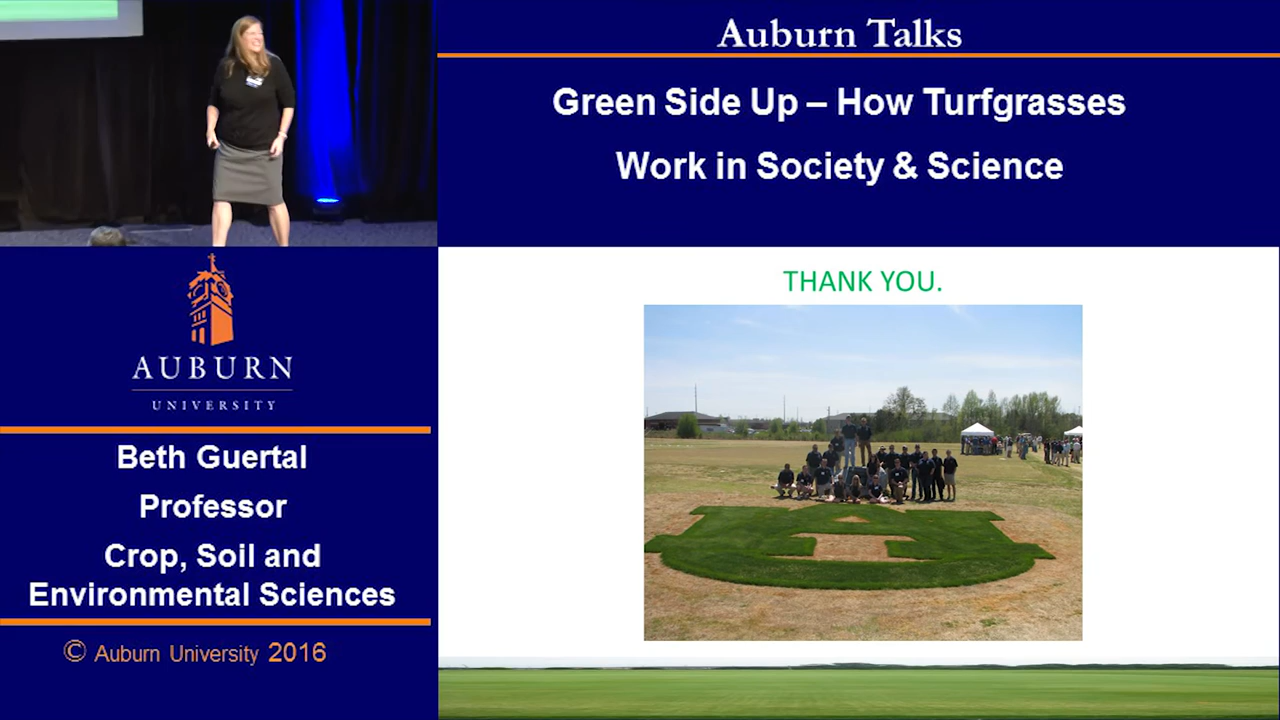 Auburn Talks
Green Side Up – How Turfgrasses
Work in Society & Science
THANK YOU.
AUBURN
UNIVERSITY
Beth Guertal
Professor
Crop, Soil and
Environmental Sciences
© Auburn University 2016